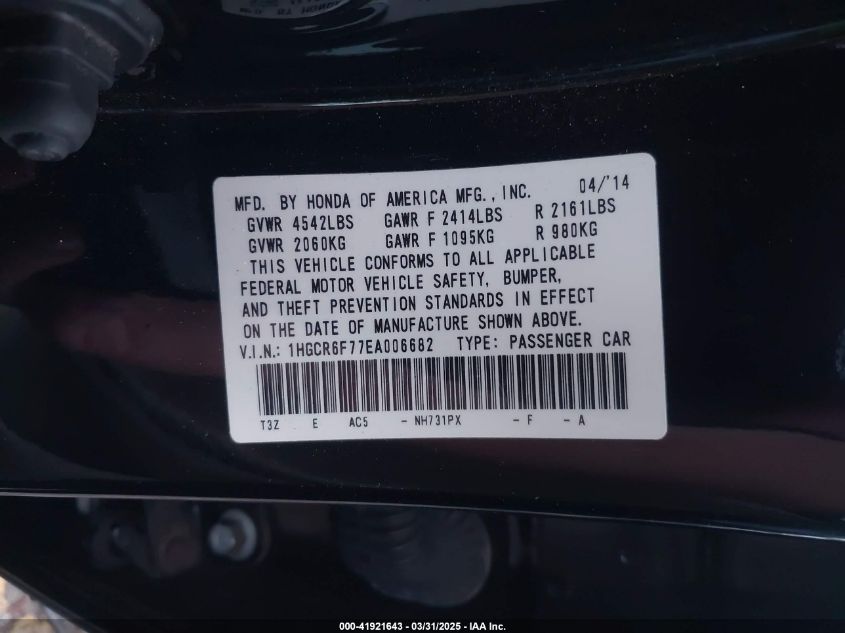 MFD. BY HONDA OF AMERICA MFG., INC. 04/'14
GVWR 4542LBS GAWR F 2414LBS R 2161LBS
GVWR 2060KG GAWR F 1095KG R 980KG
THIS VEHICLE CONFORMS TO ALL APPLICABLE
FEDERAL MOTOR VEHICLE SAFETY, BUMPER,
AND THEFT PREVENTION STANDARDS IN EFFECT
ON THE DATE OF MANUFACTURE SHOWN ABOVE.
V.I.N.: 1HGCR6F77EA006682 TYPE: PASSENGER CAR
T3Z E AC5 - NH731PX - F - A
000-41921643 - 03/31/2025 - IAA Inc.